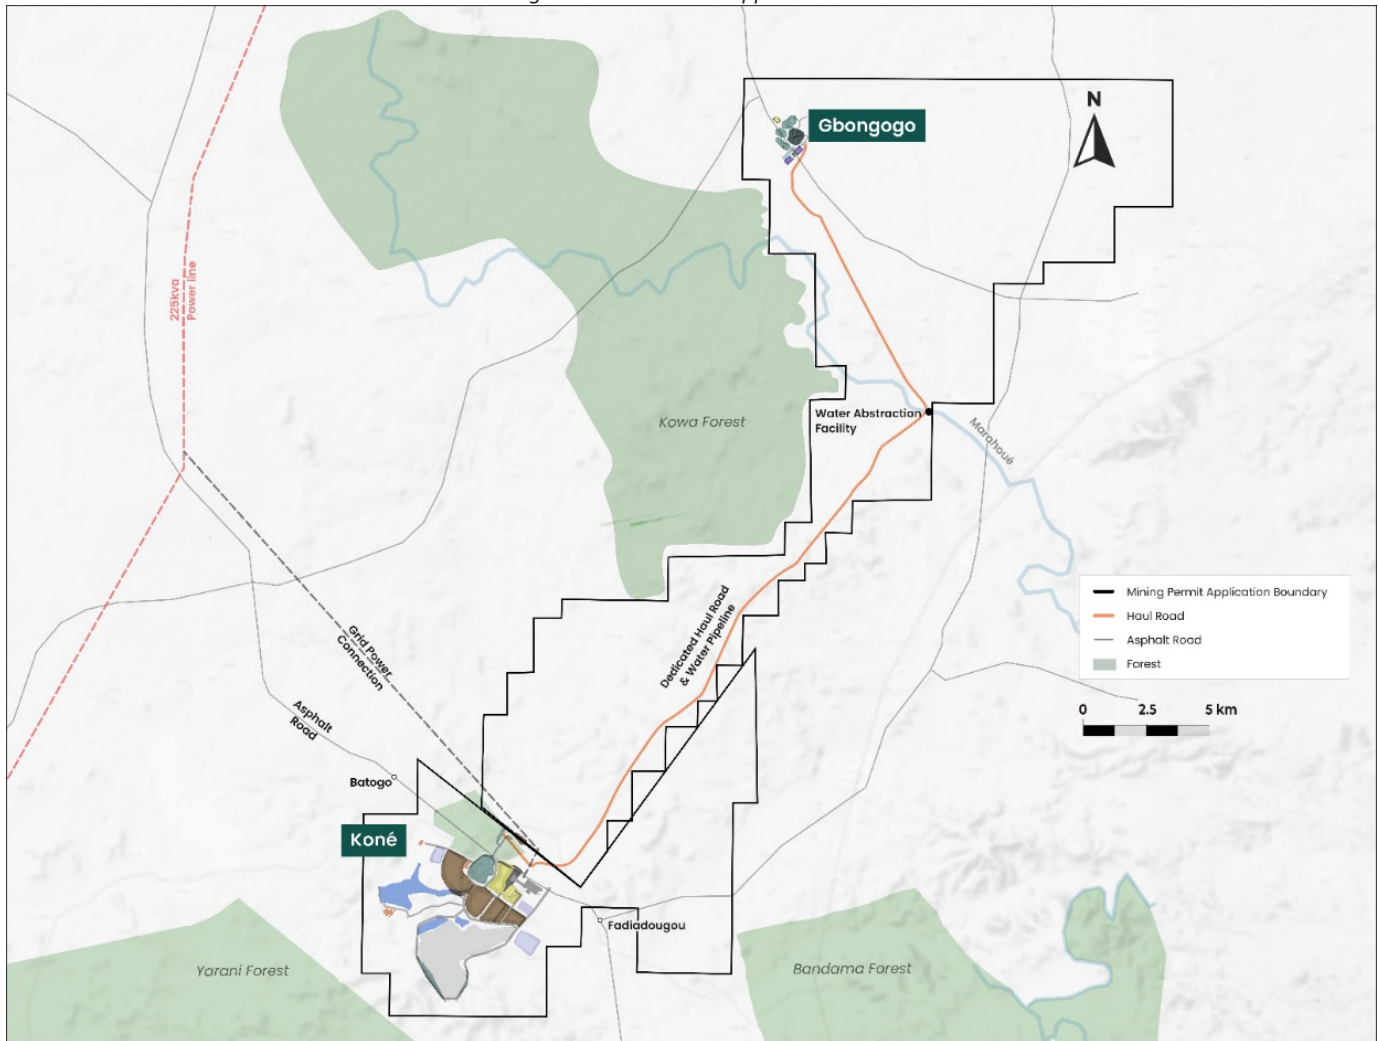 N
Gbongogo
225kva
Power line
Kowa Forest
Water Abstraction
Facility
Marahoué
Mining Permit Application Boundary
Haul Road
Asphalt Road
Forest
Dedicated Haul Road
& Water Pipeline
Grid Power
Connection
0 2.5 5 km
Asphalt
Road
Batogo
Koné
Fadiadougou
Yarani Forest
Bandama Forest